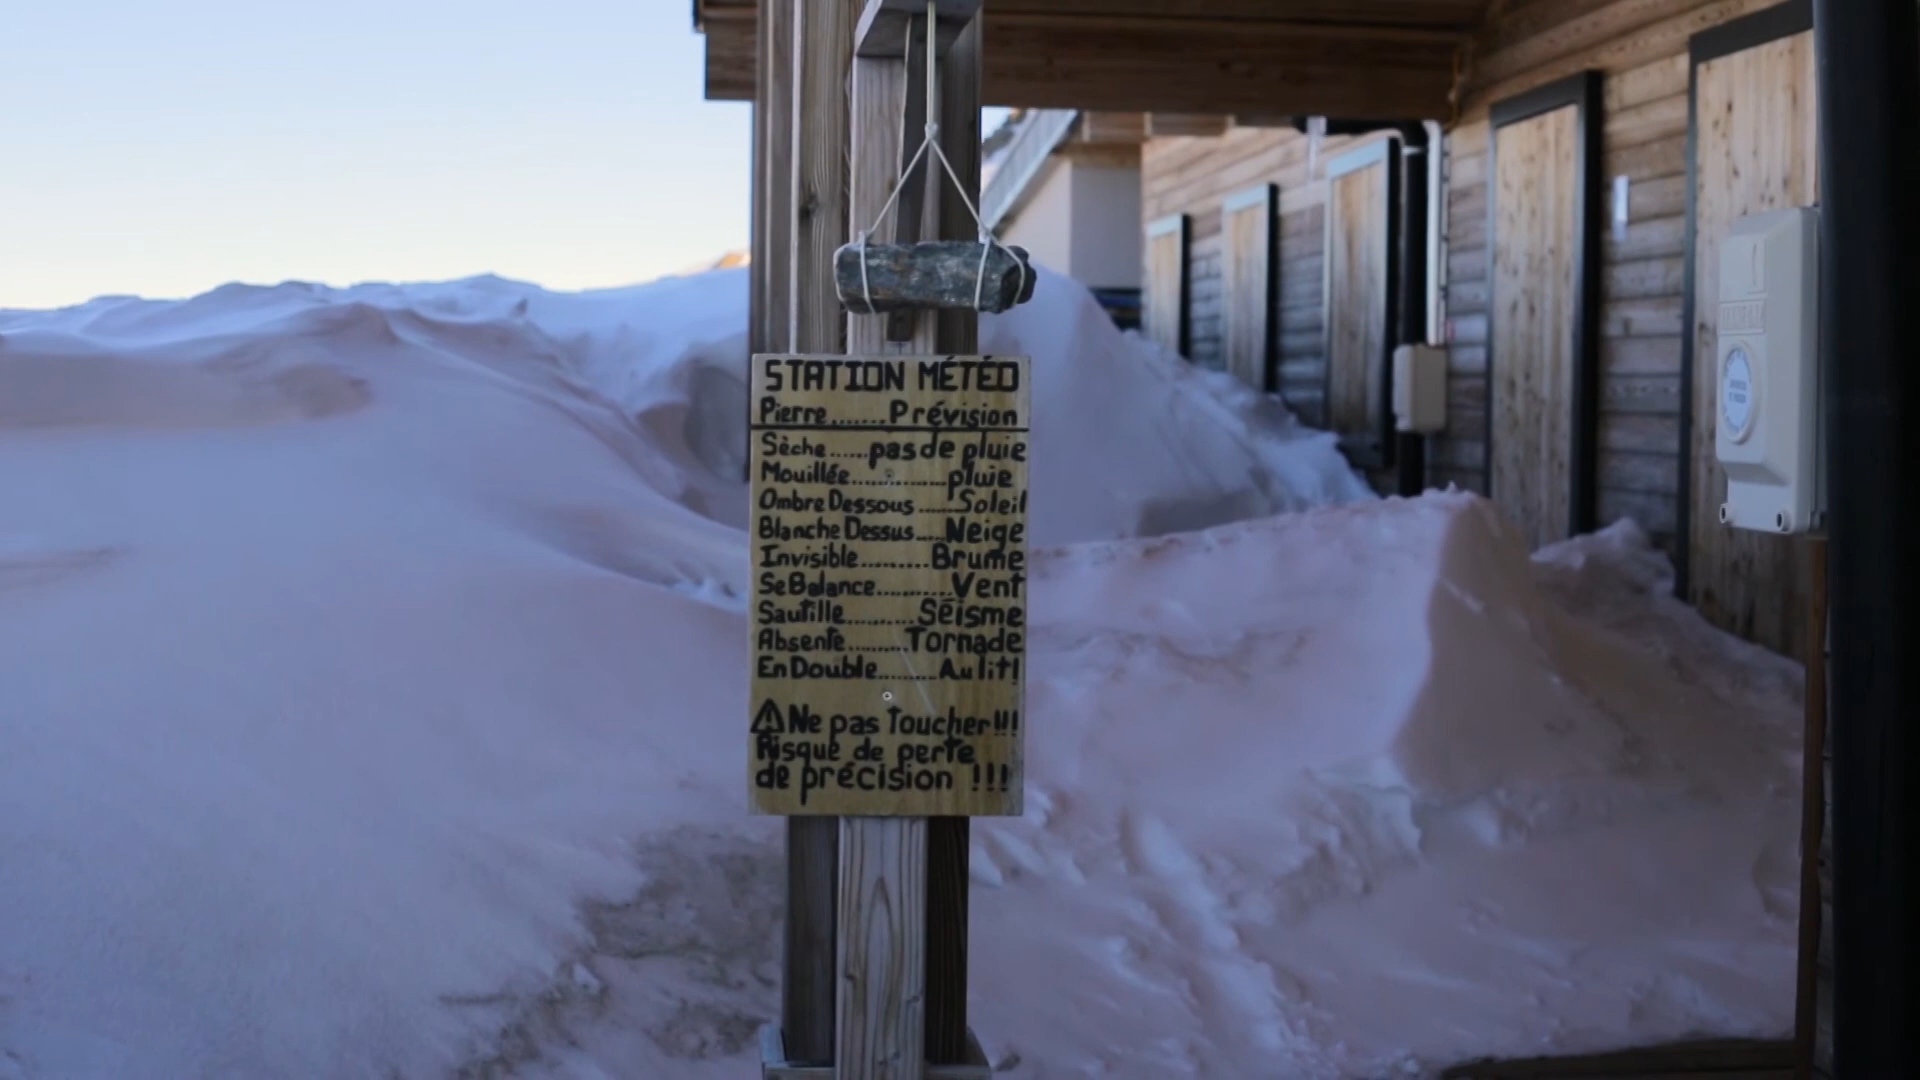 STATION MÉTÉO
Pierre.......Prévision
Sèche......pas de pluie
Mouillée...............pluie
Ombre Dessous......Soleil
Blanche Dessus....Neige
Invisible..........Brume
Se Balance...........Vent
Sautille..........Séisme
Absente.........Tornade
En Double.........Au lit!
⚠Ne pas Toucher!!!
Risque de perte
de précision !!!